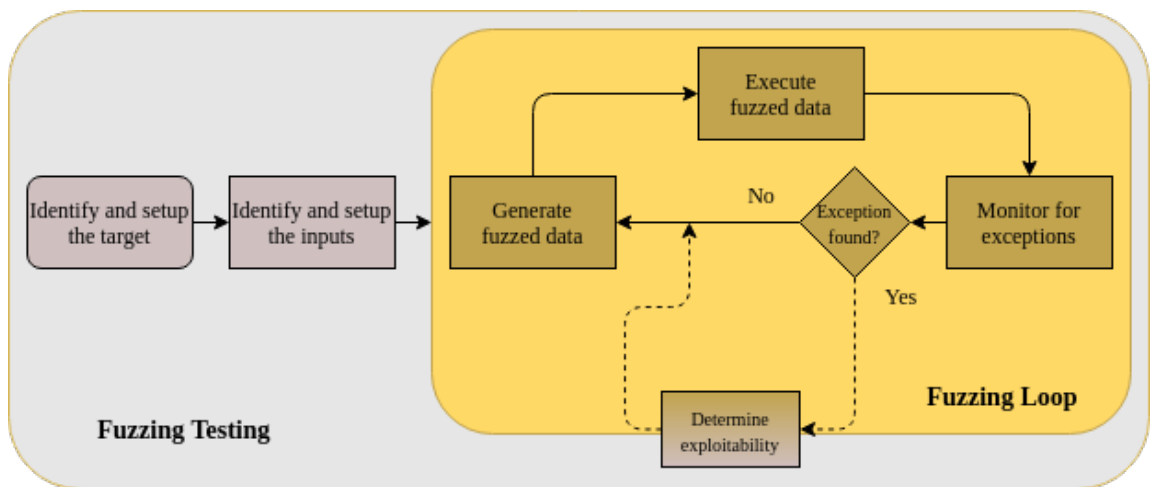 Identify and setup
the target
Identify and setup
the inputs
Generate
fuzzed data
Execute
fuzzed data
Monitor for
exceptions
Exception
found?
No
Yes
Determine
exploitability
Fuzzing Loop
Fuzzing Testing